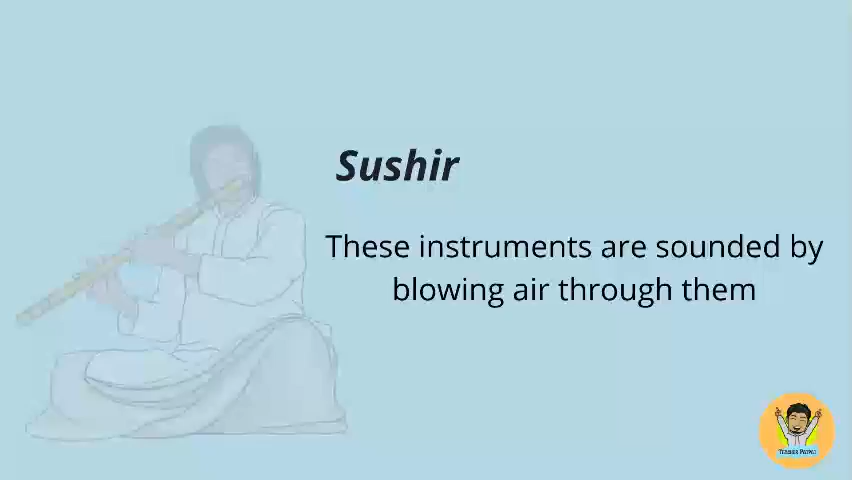 Sushir
These instruments are sounded by
blowing air through them